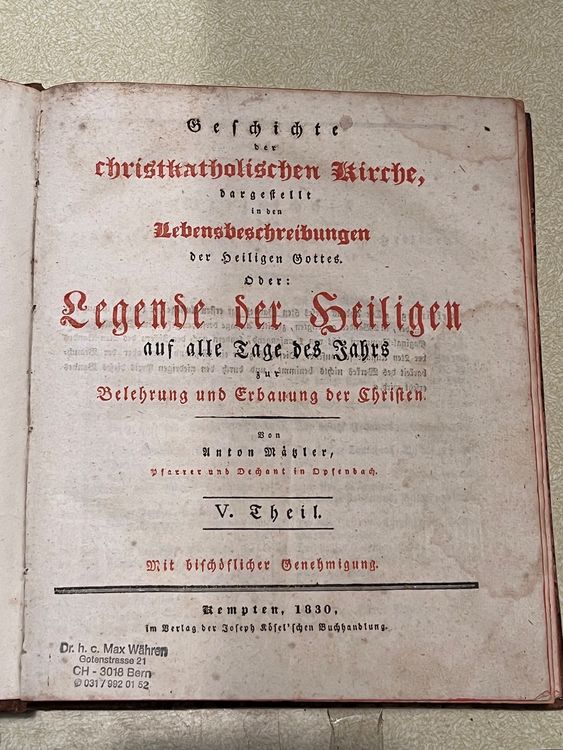 Geschichte
der
christkatholischen Kirche,
dargestellt
in den
Lebensbeschreibungen
der Heiligen Gottes.
Oder:
Legende der Heiligen
auf alle Tage des Jahrs
zur
Belehrung und Erbauung der Christen
Von
Anton Mätzler,
Pfarrer und Dechant in Opfenbach.
V. Theil.
Mit bischöflicher Genehmigung.
Kempten, 1830,
im Verlag der Joseph Kösel'schen Buchhandlung.
Dr. h. c. Max Währen
Gotenstrasse 21
CH - 3018 Bern
✆ 031 / 992 01 52